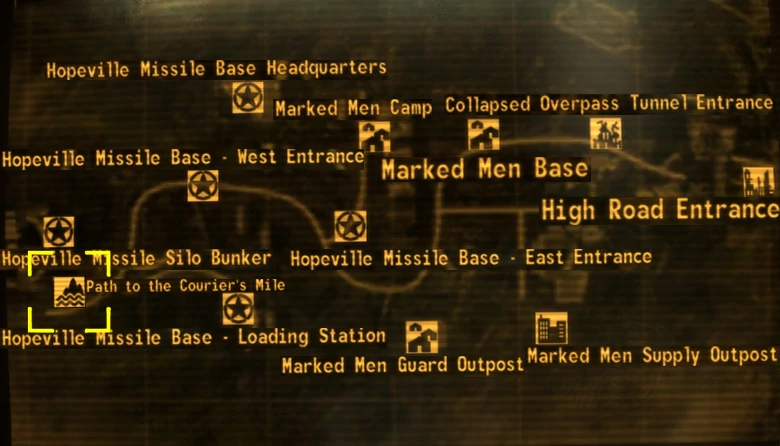 Hopeville Missile Base Headquarters
Marked Men Camp
Collapsed Overpass Tunnel Entrance
Hopeville Missile Base - West Entrance
Marked Men Base
High Road Entrance
Hopeville Missile Silo Bunker
Hopeville Missile Base - East Entrance
Path to the Courier's Mile
Hopeville Missile Base - Loading Station
Marked Men Guard Outpost
Marked Men Supply Outpost